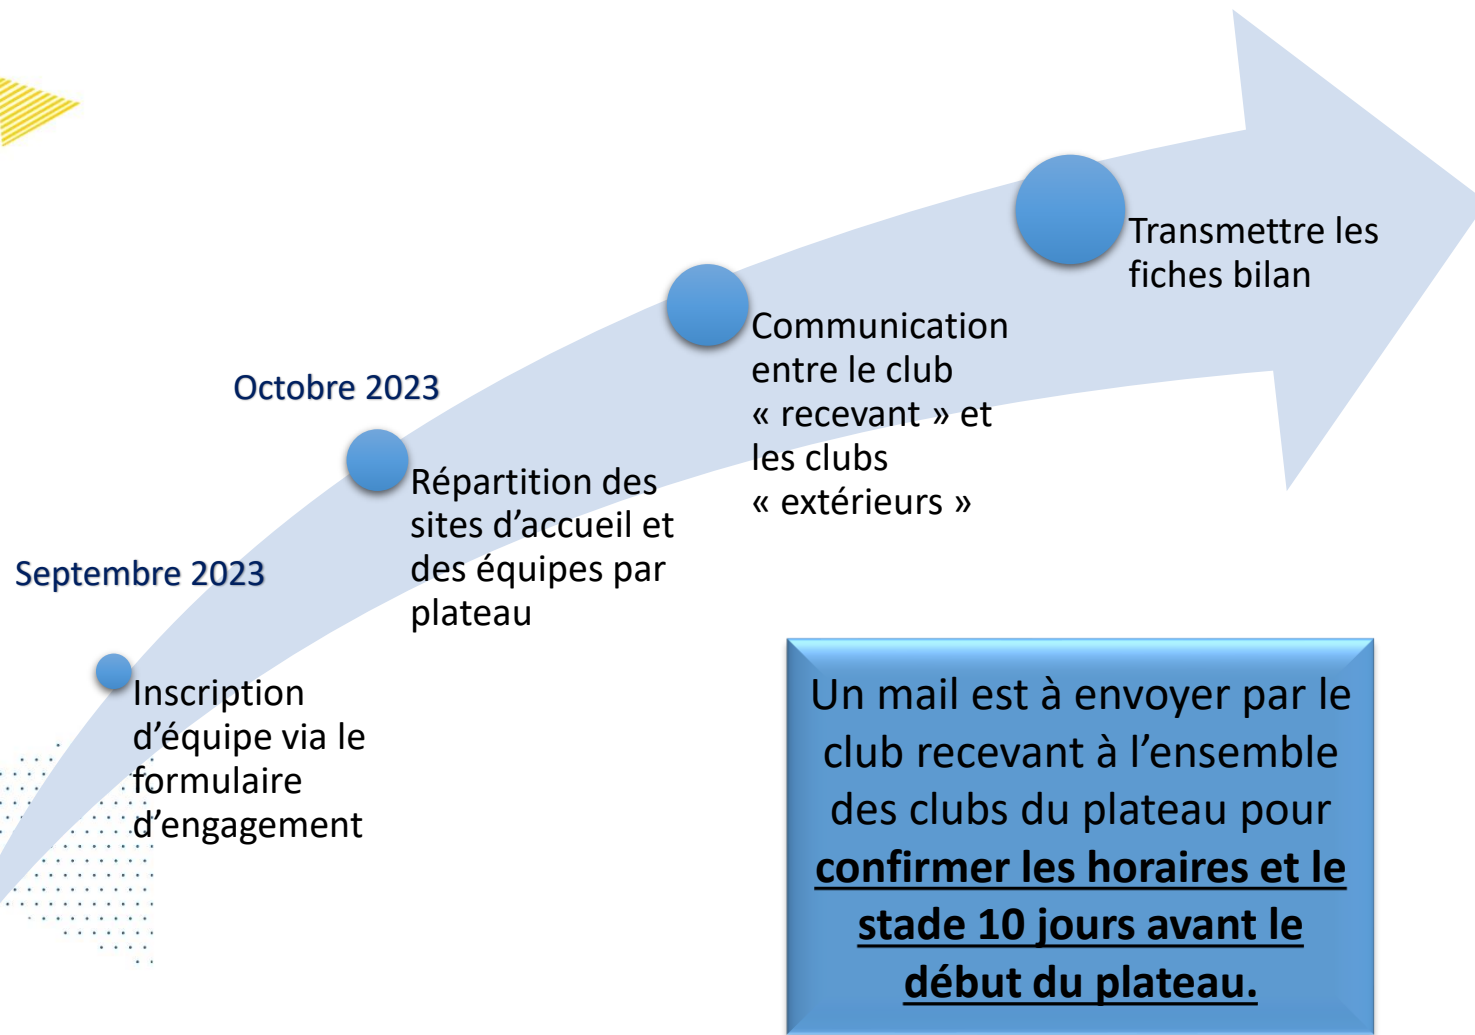 Septembre 2023
Inscription
d’équipe via le
formulaire
d’engagement
Octobre 2023
Répartition des
sites d’accueil et
des équipes par
plateau
Communication
entre le club
« recevant » et
les clubs
« extérieurs »
Transmettre les
fiches bilan
Un mail est à envoyer par le
club recevant à l’ensemble
des clubs du plateau pour
confirmer les horaires et le
stade 10 jours avant le
début du plateau.